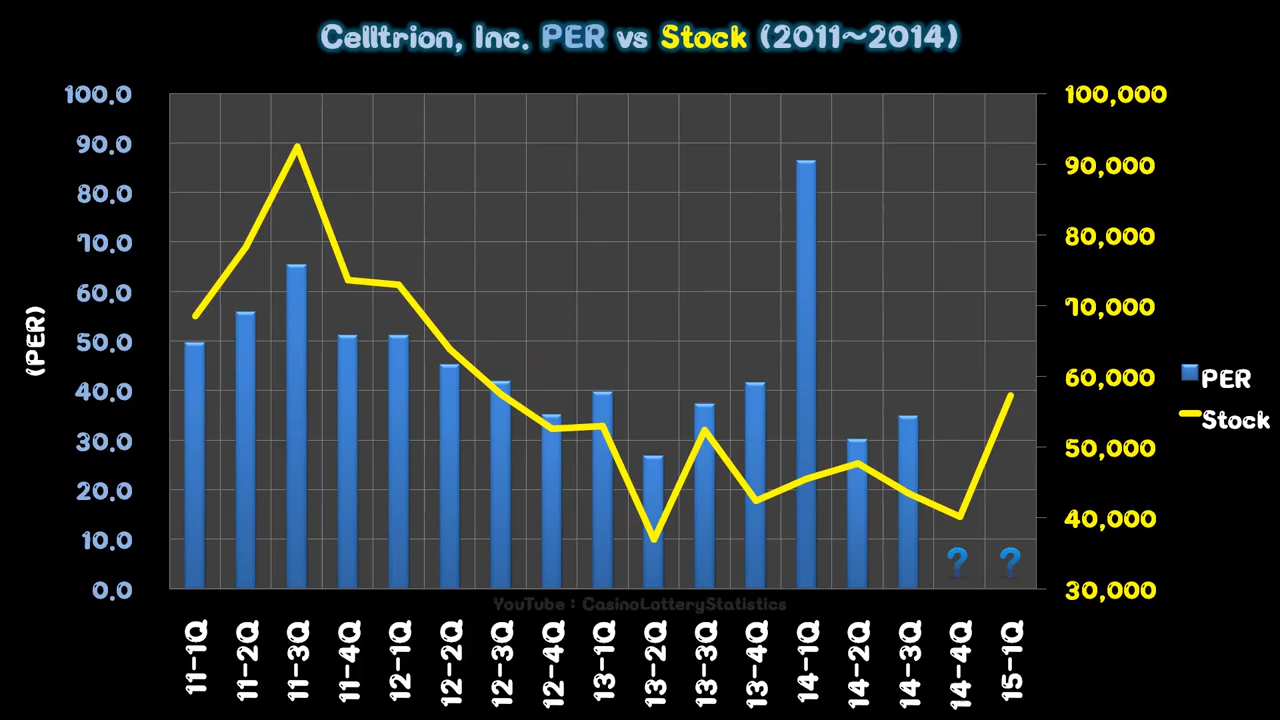 Celltrion, Inc. PER vs Stock (2011~2014)
100.0
90.0
80.0
70.0
60.0
50.0
40.0
30.0
20.0
10.0
0.0
(PER)
100,000
90,000
80,000
70,000
60,000
50,000
40,000
30,000
PER
Stock
? ?
YouTube : CasinoLotteryStatistics
11-1Q
11-2Q
11-3Q
11-4Q
12-1Q
12-2Q
12-3Q
12-4Q
13-1Q
13-2Q
13-3Q
13-4Q
14-1Q
14-2Q
14-3Q
14-4Q
15-1Q